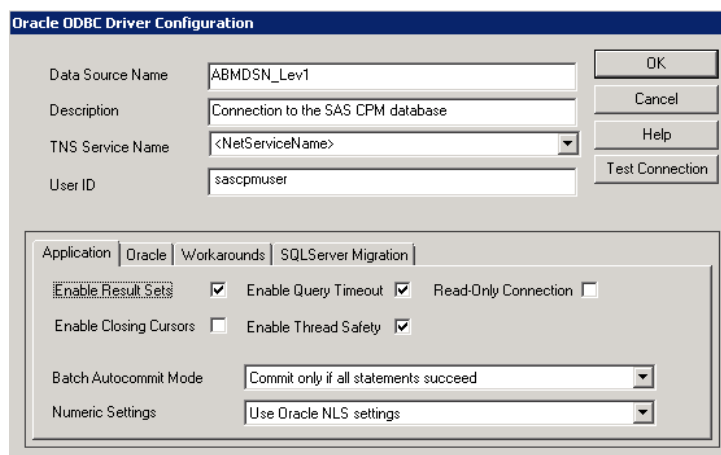 Oracle ODBC Driver Configuration
Data Source Name ABMDSN_Lev1 OK
Description Connection to the SAS CPM database Cancel
TNS Service Name <NetServiceName> Help
User ID sascpmuser Test Connection
Application Oracle Workarounds SQLServer Migration
Enable Result Sets Enable Query Timeout Read-Only Connection
Enable Closing Cursors Enable Thread Safety
Batch Autocommit Mode Commit only if all statements succeed
Numeric Settings Use Oracle NLS settings